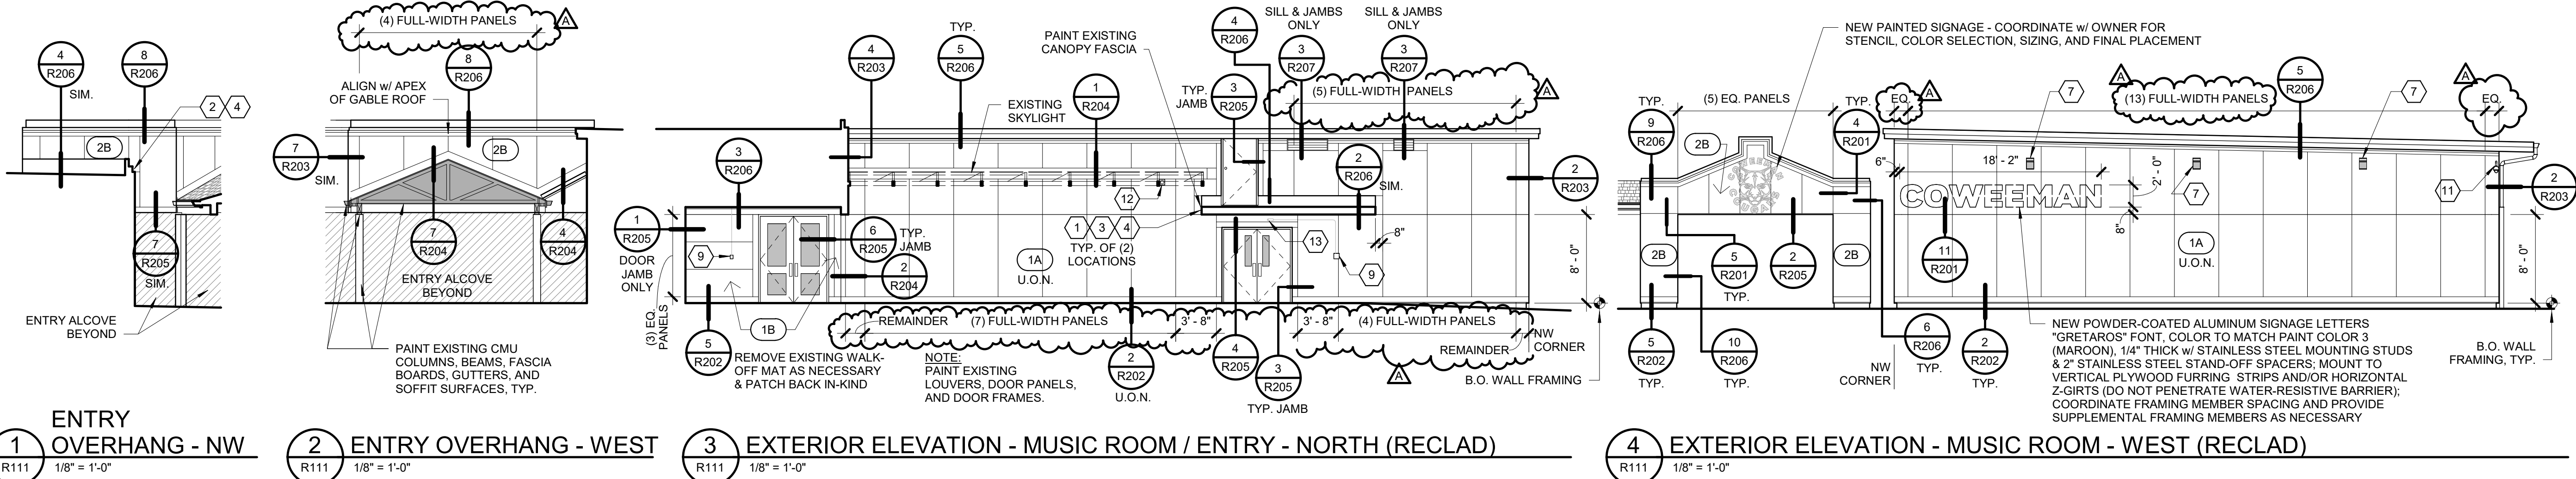 4
R206
SIM.
8
R206
2
4
2B
7
R205
SIM.
ENTRY ALCOVE
BEYOND
1
R111
ENTRY
OVERHANG - NW
1/8" = 1'-0"
(4) FULL-WIDTH PANELS
A
8
R206
ALIGN w/ APEX
OF GABLE ROOF
7
R203
SIM.
2B
7
R204
4
R204
ENTRY ALCOVE
BEYOND
PAINT EXISTING CMU
COLUMNS, BEAMS, FASCIA
BOARDS, GUTTERS, AND
SOFFIT SURFACES, TYP.
2
R111
ENTRY OVERHANG - WEST
1/8" = 1'-0"
4
R203
TYP.
5
R206
PAINT EXISTING
CANOPY FASCIA
4
R206
SILL & JAMBS
ONLY
3
R207
SILL & JAMBS
ONLY
3
R207
(5) FULL-WIDTH PANELS
A
EXISTING
SKYLIGHT
1
R204
TYP.
JAMB
3
R205
3
R206
2
R206
SIM.
2
R203
1
R205
DOOR
JAMB
ONLY
9
6
R205
TYP.
JAMB
2
R204
12
1
3
4
TYP. OF (2)
LOCATIONS
1A
U.O.N.
13
9
8"
8' - 0"
(3) EQ.
PANELS
1B
5
R202
REMOVE EXISTING WALK-
OFF MAT AS NECESSARY
& PATCH BACK IN-KIND
REMAINDER
(7) FULL-WIDTH PANELS
3' - 8"
3' - 8"
(4) FULL-WIDTH PANELS
REMAINDER
NW
CORNER
A
NOTE:
PAINT EXISTING
LOUVERS, DOOR PANELS,
AND DOOR FRAMES.
2
R202
U.O.N.
4
R205
3
R205
TYP. JAMB
B.O. WALL FRAMING
3
R111
EXTERIOR ELEVATION - MUSIC ROOM / ENTRY - NORTH (RECLAD)
1/8" = 1'-0"
NEW PAINTED SIGNAGE - COORDINATE w/ OWNER FOR
STENCIL, COLOR SELECTION, SIZING, AND FINAL PLACEMENT
TYP.
9
R206
(5) EQ. PANELS
TYP.
4
R201
EQ.
A
7
A
(13) FULL-WIDTH PANELS
5
R206
7
A
EQ.
2B
COWEEMAN
COUGARS
6"
18' - 2"
2' - 0"
7
8"
11
2
R203
COWEEMAN
2B
2B
5
R201
TYP.
2
R205
11
R201
1A
U.O.N.
8' - 0"
5
R202
TYP.
10
R206
TYP.
6
R206
TYP.
2
R202
TYP.
NW
CORNER
NEW POWDER-COATED ALUMINUM SIGNAGE LETTERS
"GRETAROS" FONT, COLOR TO MATCH PAINT COLOR 3
(MAROON), 1/4" THICK w/ STAINLESS STEEL MOUNTING STUDS
& 2" STAINLESS STEEL STAND-OFF SPACERS; MOUNT TO
VERTICAL PLYWOOD FURRING STRIPS AND/OR HORIZONTAL
Z-GIRTS (DO NOT PENETRATE WATER-RESISTIVE BARRIER);
COORDINATE FRAMING MEMBER SPACING AND PROVIDE
SUPPLEMENTAL FRAMING MEMBERS AS NECESSARY
B.O. WALL
FRAMING, TYP.
4
R111
EXTERIOR ELEVATION - MUSIC ROOM - WEST (RECLAD)
1/8" = 1'-0"